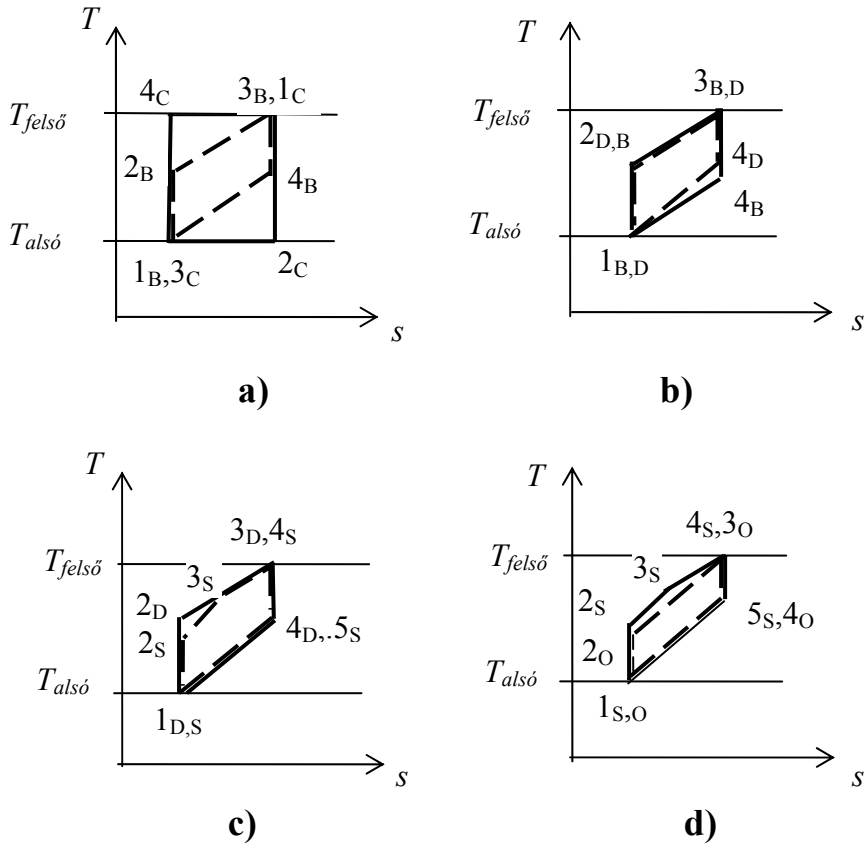 T
4C 3B,1C
Tfelső
2B
4B
Talsó
1B,3C 2C
s
a)
T
3B,D
Tfelső
2D,B
4D
4B
Talsó
1B,D
s
b)
T
3D,4S
Tfelső
3S
2D
2S
4D,.5S
Talsó
1D,S
s
c)
T
4S,3O
Tfelső
3S
2S
5S,4O
2O
Talsó
1S,O
s
d)